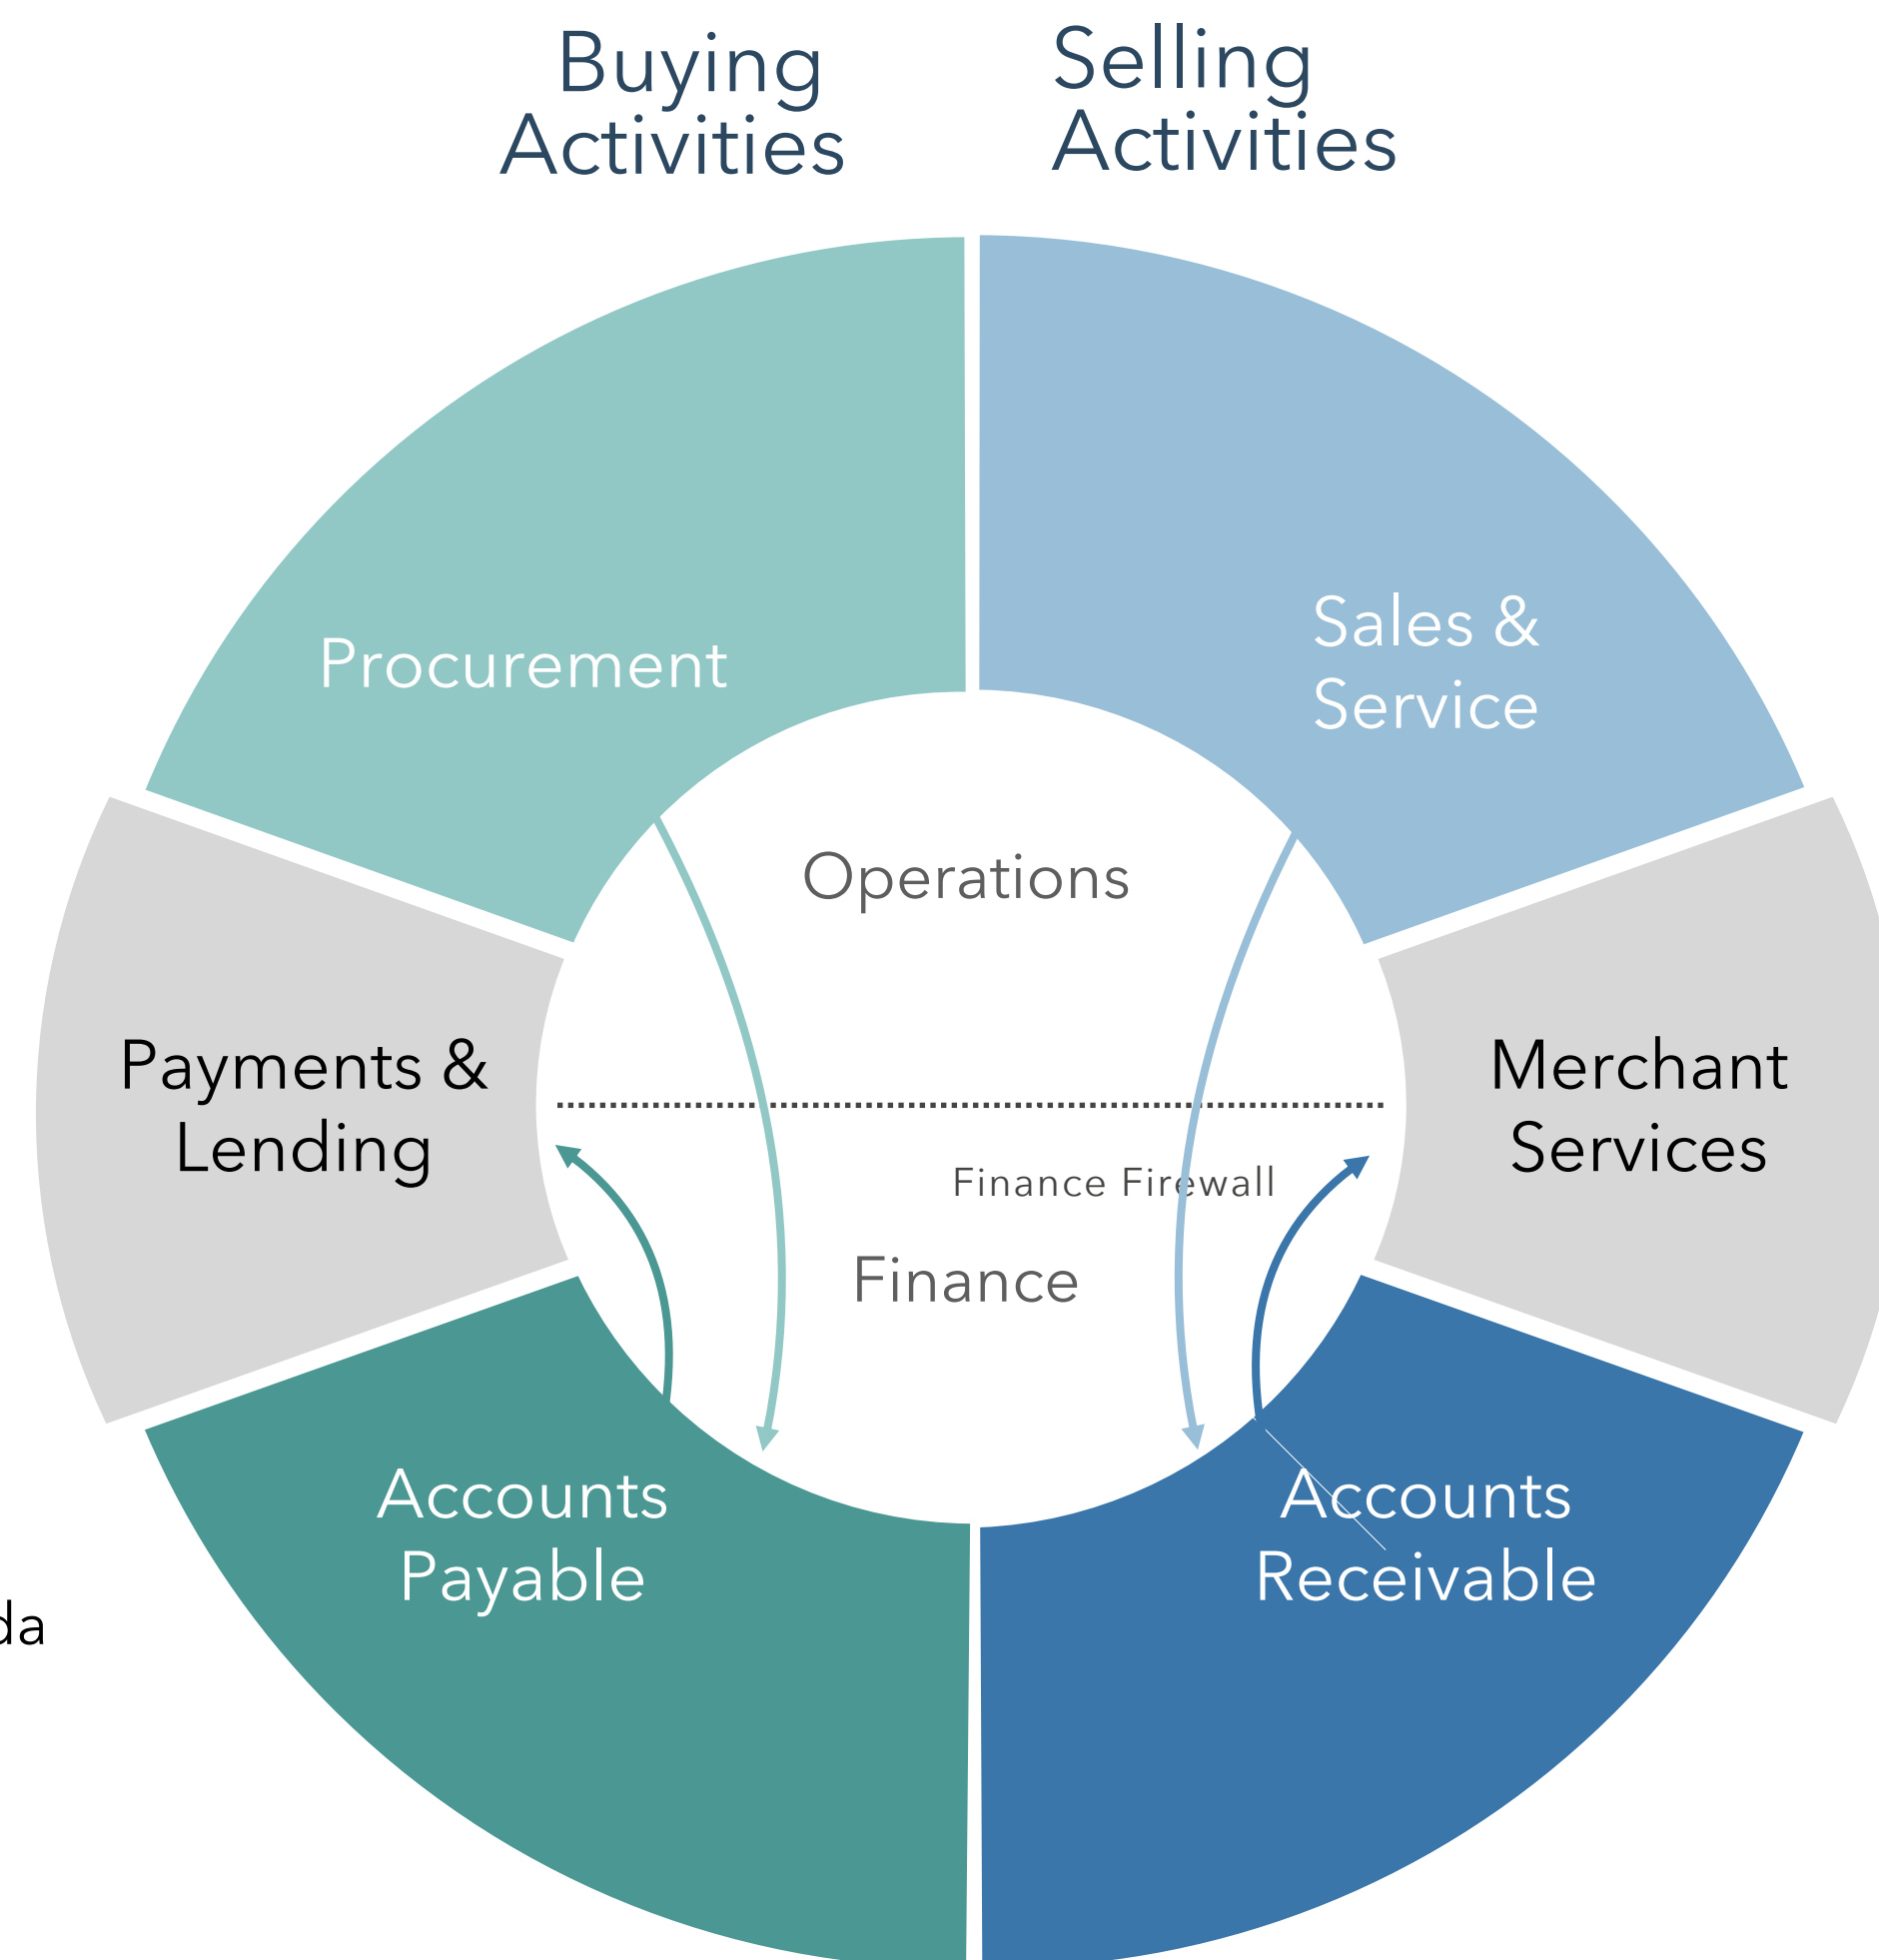 Buying
Activities
Selling
Activities
Procurement
Sales &
Service
Operations
Payments &
Lending
Merchant
Services
Finance Firewall
Finance
Accounts
Payable
Accounts
Receivable